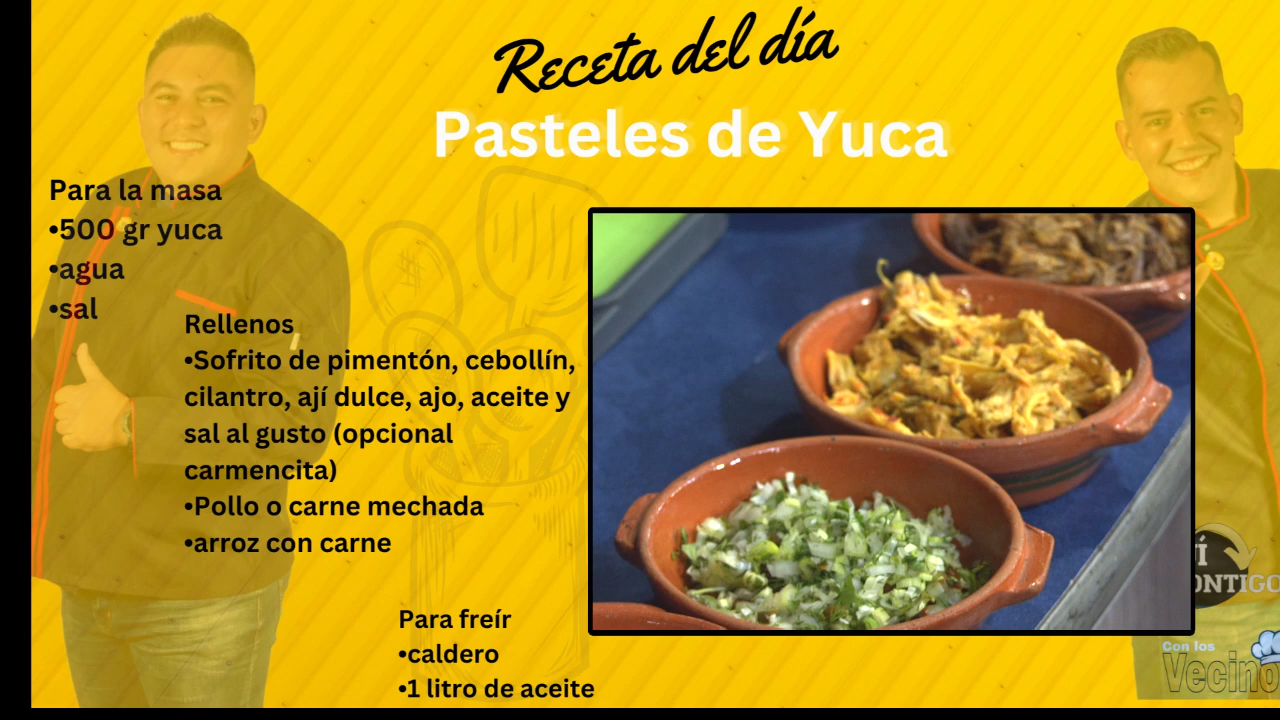 Receta del día
Pasteles de Yuca
Para la masa
•500 gr yuca
•agua
•sal
Rellenos
•Sofrito de pimentón, cebollín,
cilantro, ají dulce, ajo, aceite y
sal al gusto (opcional
carmencita)
•Pollo o carne mechada
•arroz con carne
Para freír
•caldero
•1 litro de aceite
Í
ONTIGO
Con los
Vecino